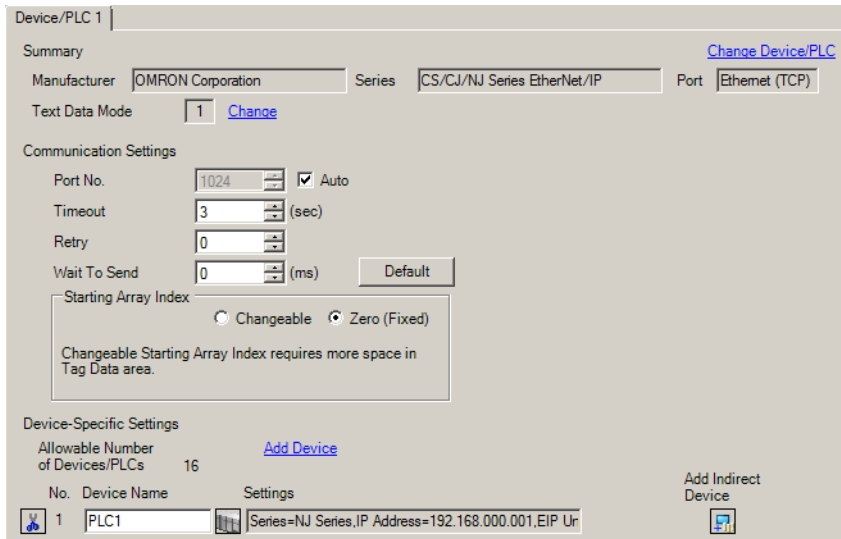 Device/PLC 1
Summary Change Device/PLC
Manufacturer OMRON Corporation Series CS/CJ/NJ Series EtherNet/IP Port Ethernet (TCP)
Text Data Mode 1 Change
Communication Settings
Port No. 1024 Auto
Timeout 3 (sec)
Retry 0
Wait To Send 0 (ms) Default
Starting Array Index
Changeable Zero (Fixed)
Changeable Starting Array Index requires more space in
Tag Data area.
Device-Specific Settings
Allowable Number Add Device
of Devices/PLCs 16
Add Indirect
No. Device Name Settings Device
1 PLC1 Series=NJ Series,IP Address=192.168.000.001,EIP Ur